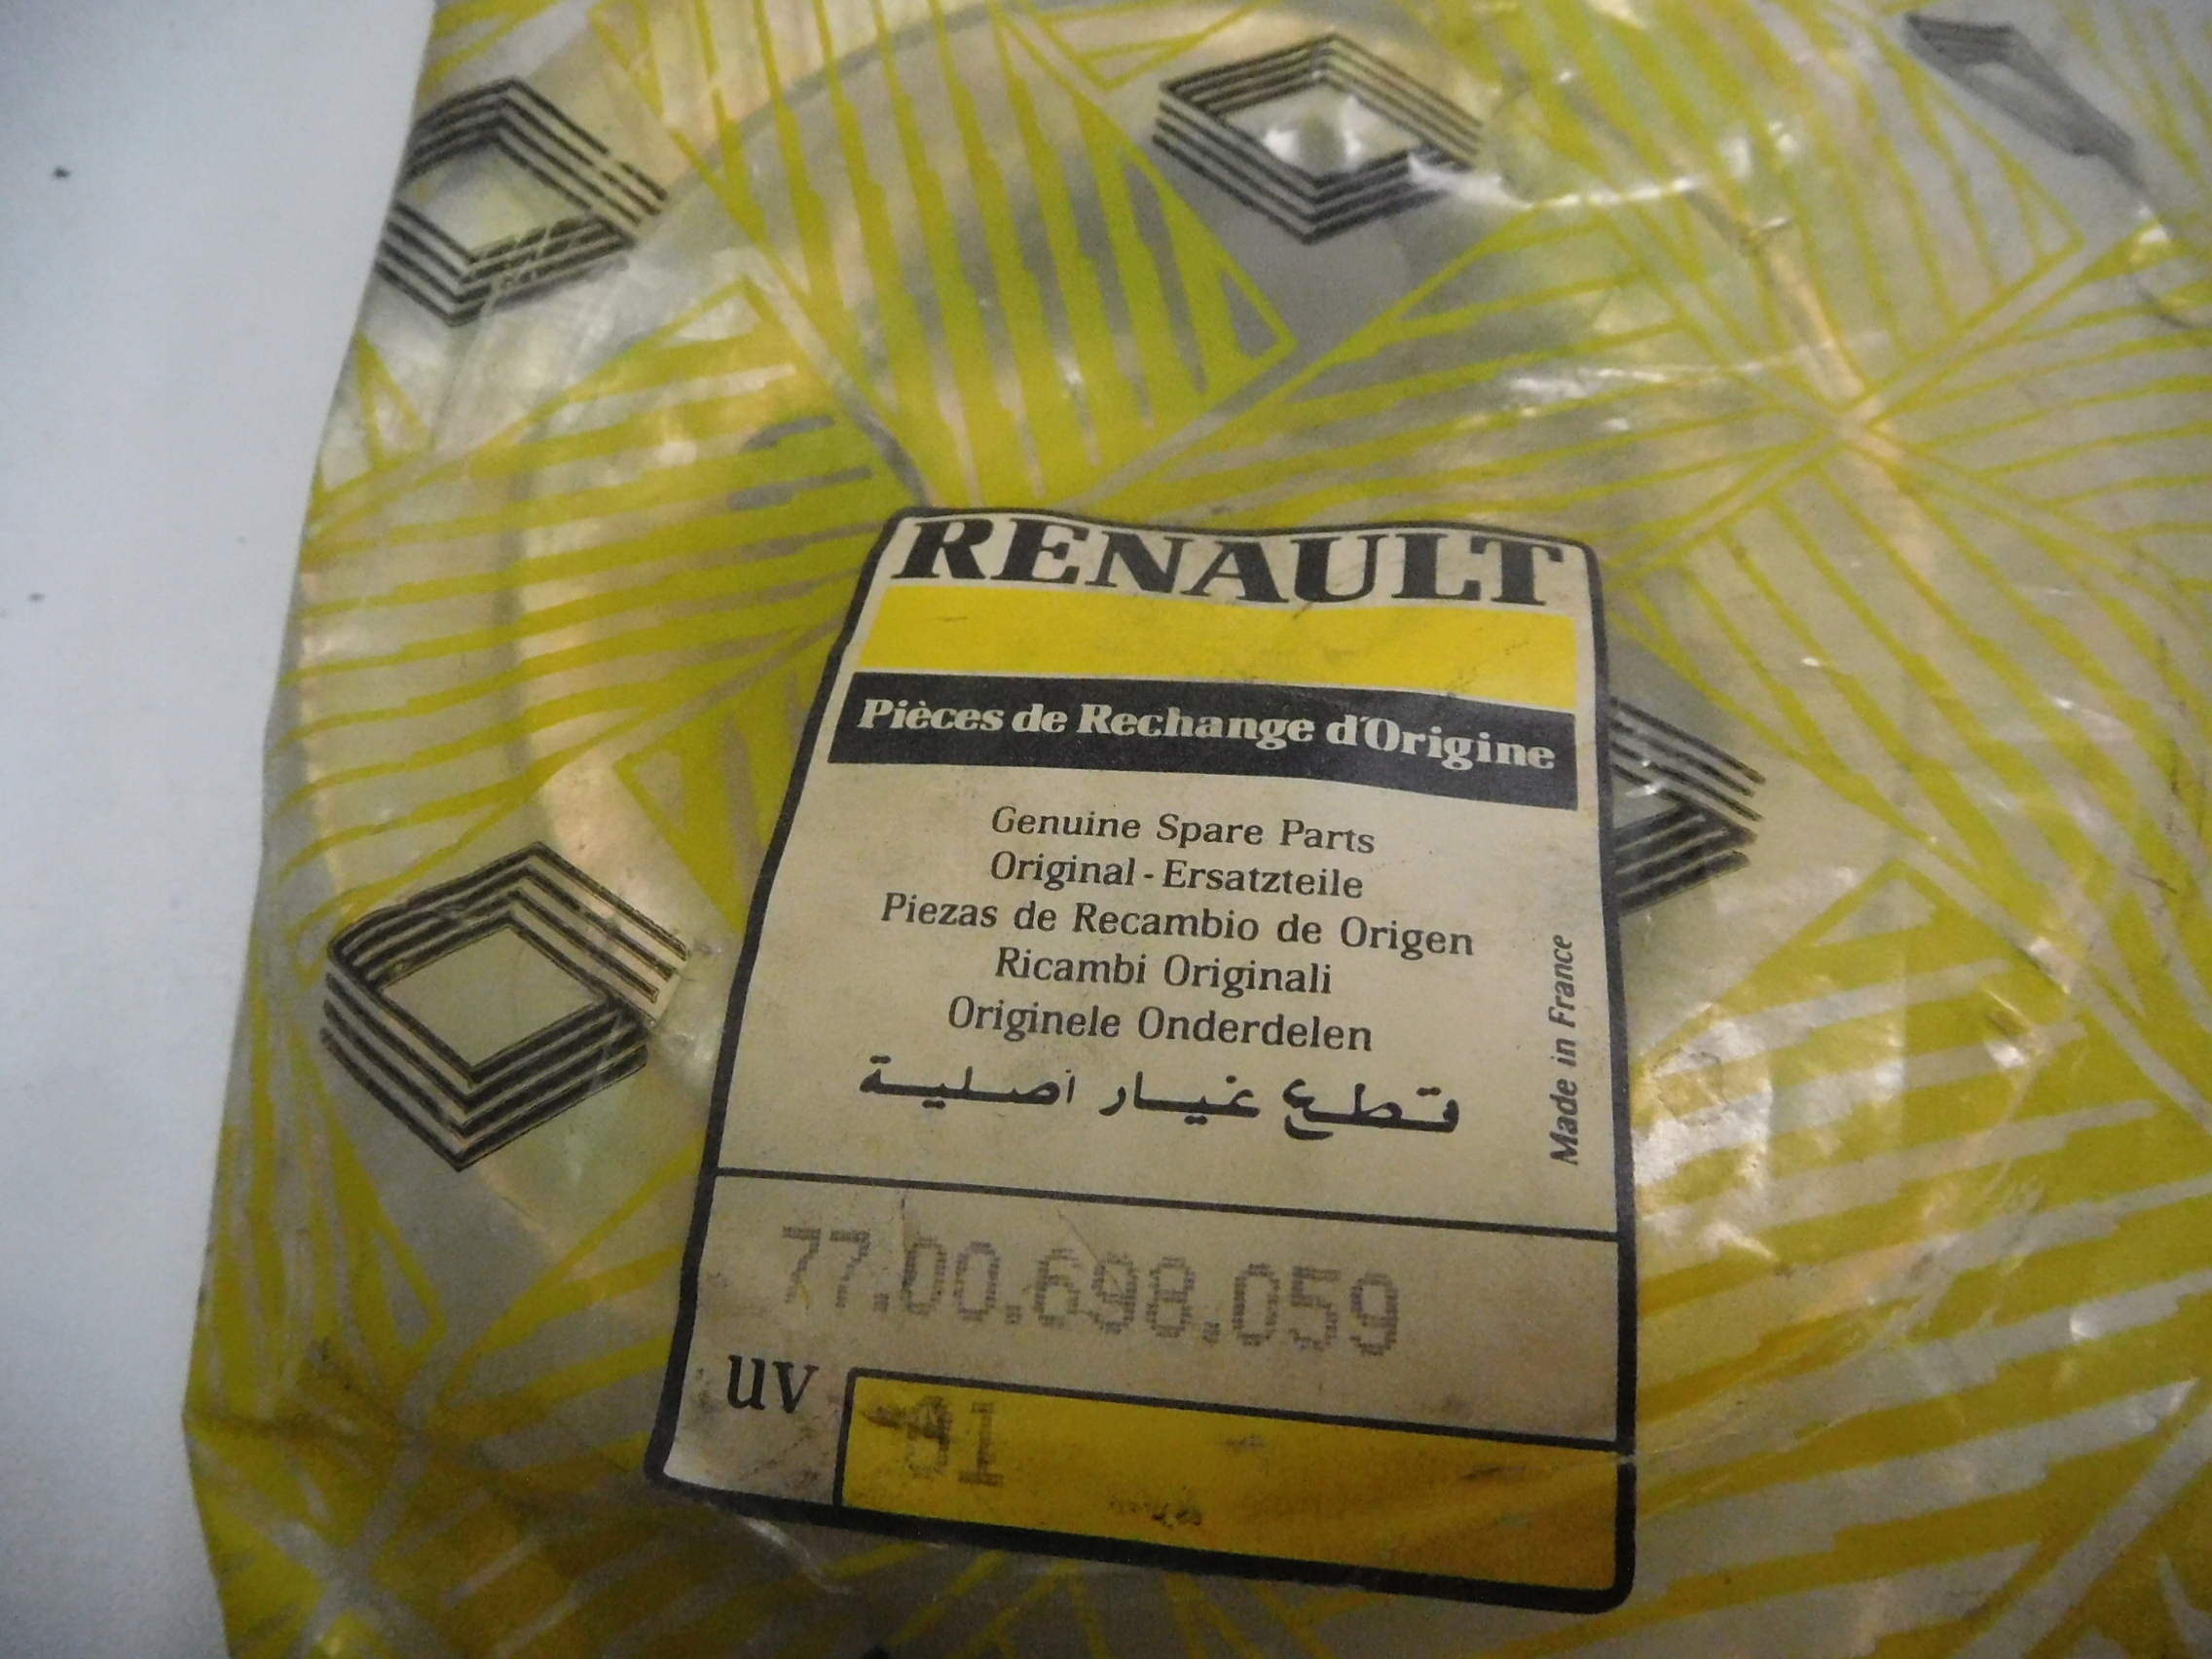 RENAULT
Pièces de Rechange d'Origine
Genuine Spare Parts
Original - Ersatzteile
Piezas de Recambio de Origen
Ricambi Originali
Originele Onderdelen
قطع غيار اصلية
Made in France
77.00.698.059
uv